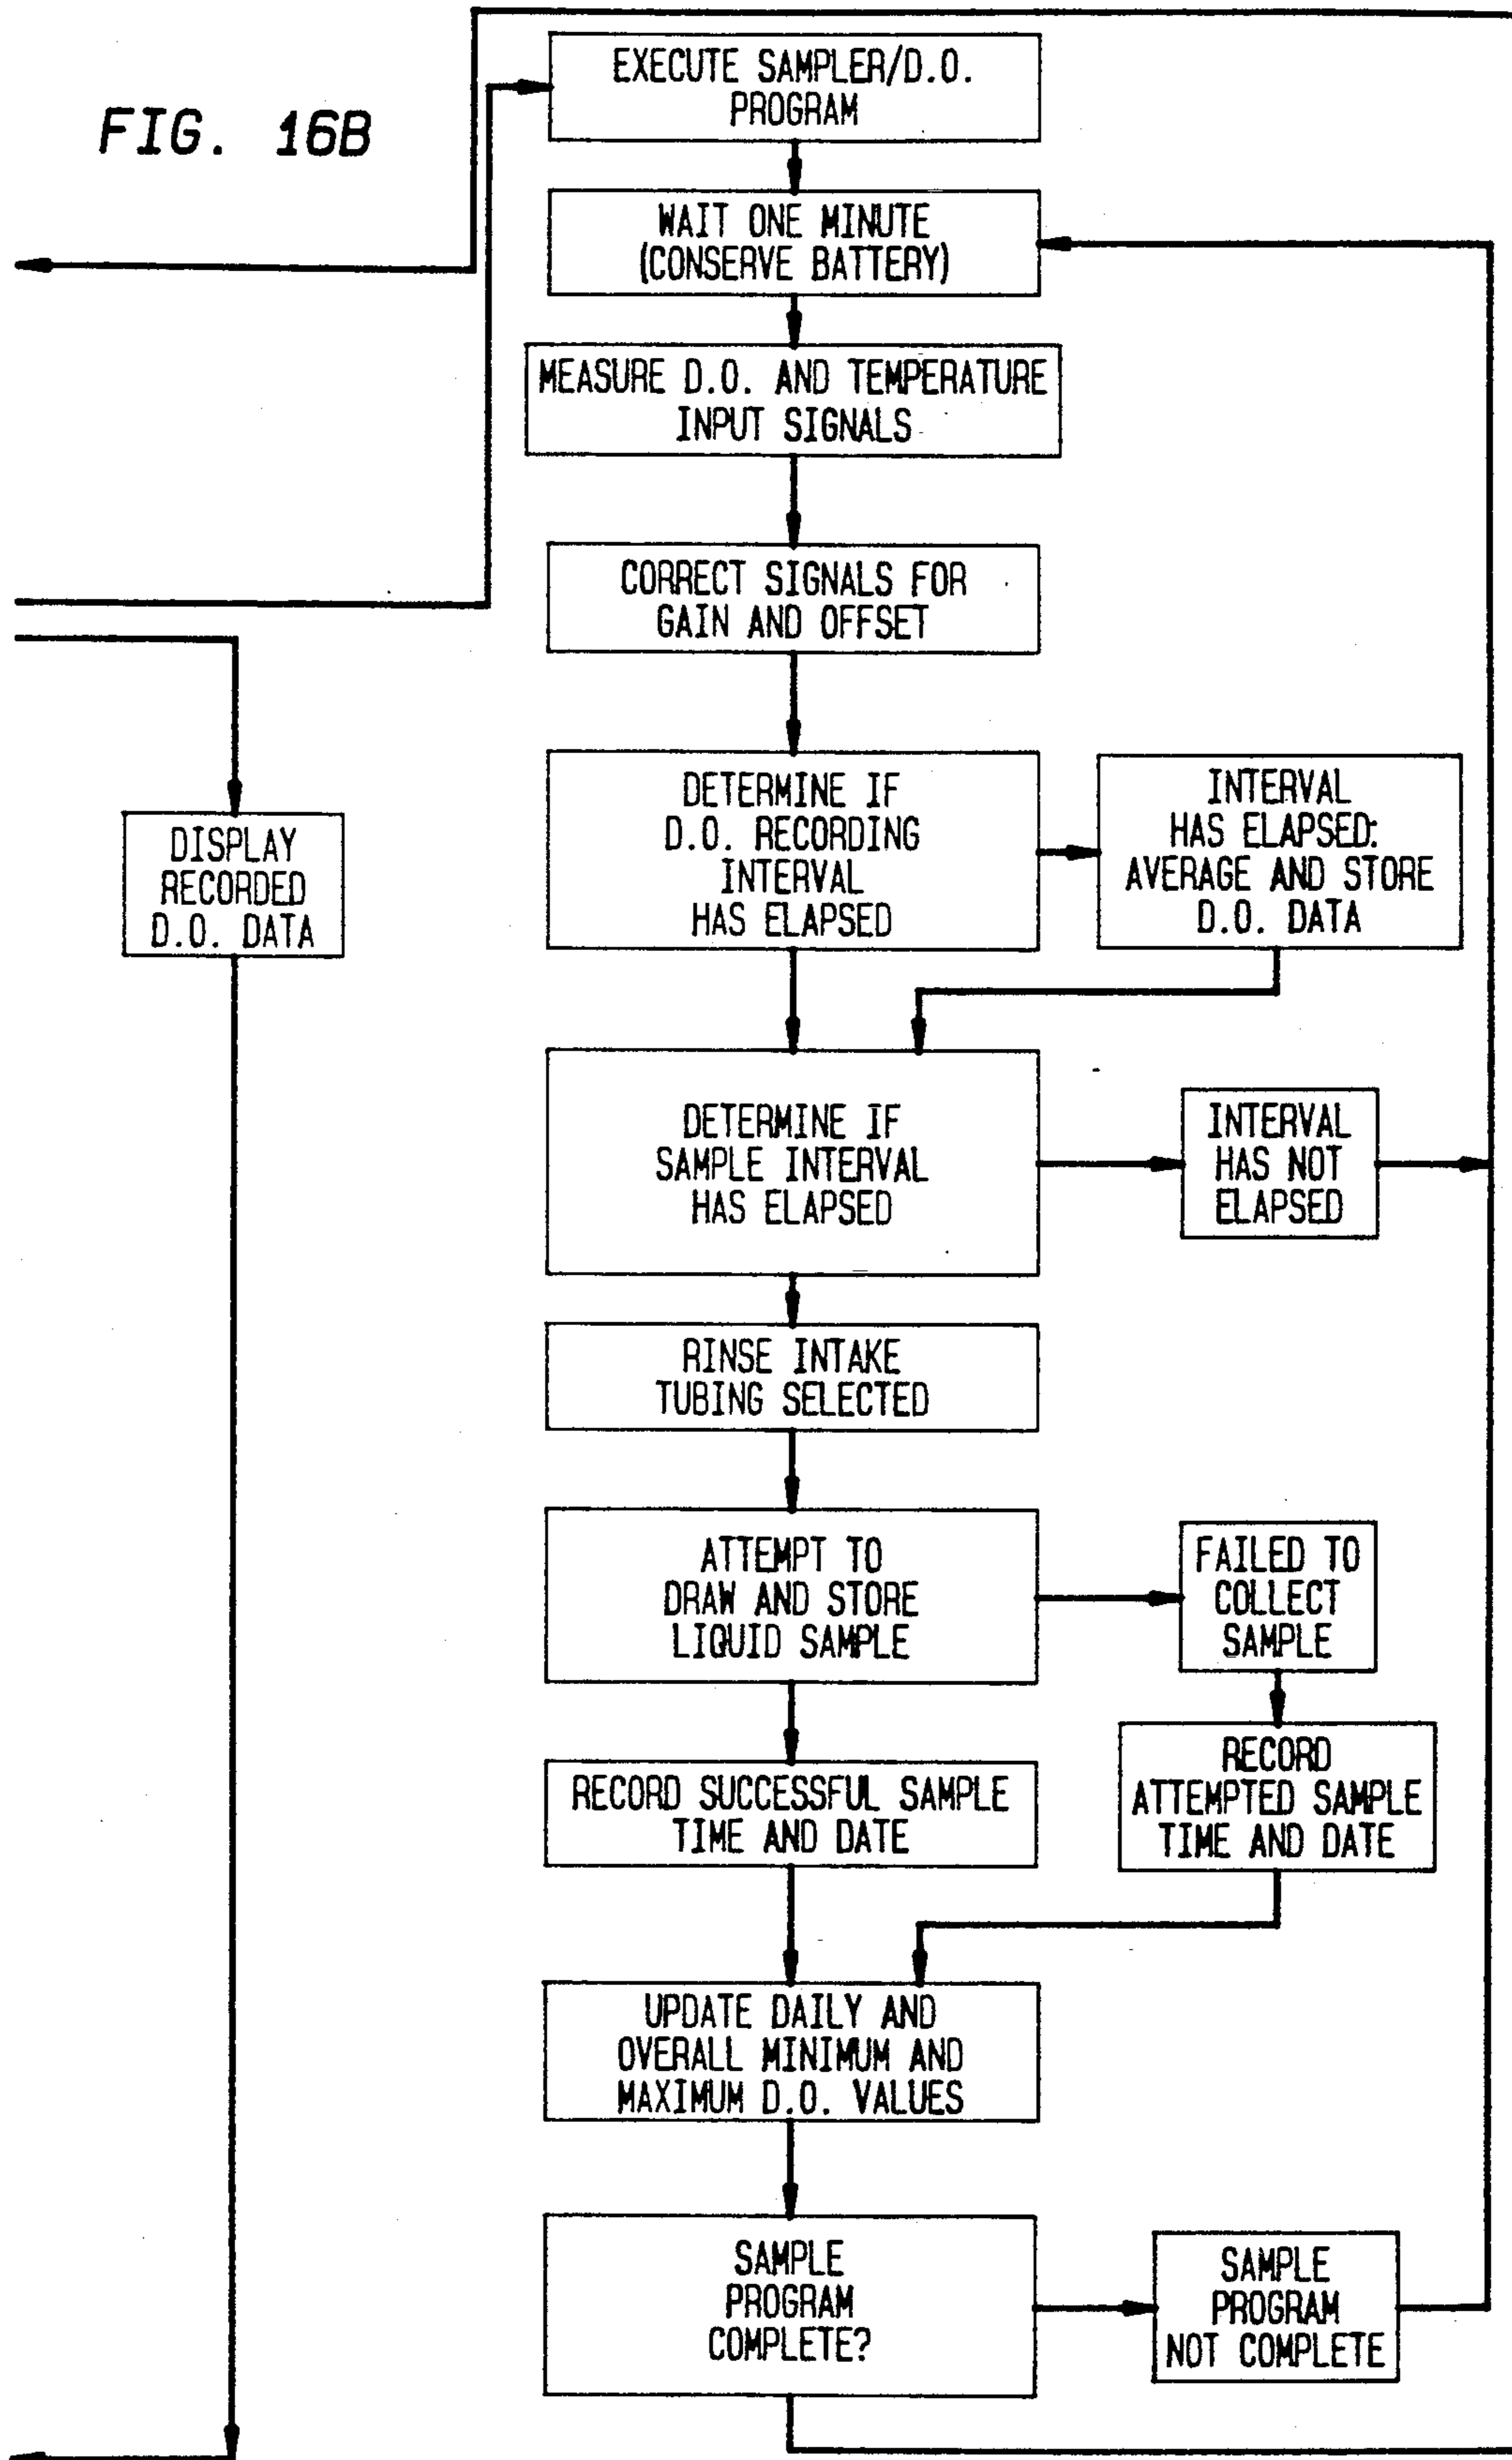 FIG. 16B
EXECUTE SAMPLER/D.O.
PROGRAM
WAIT ONE MINUTE
(CONSERVE BATTERY)
MEASURE D.O. AND TEMPERATURE
INPUT SIGNALS
CORRECT SIGNALS FOR
GAIN AND OFFSET
DETERMINE IF
D.O. RECORDING
INTERVAL
HAS ELAPSED
INTERVAL
HAS ELAPSED:
AVERAGE AND STORE
D.O. DATA
DISPLAY
RECORDED
D.O. DATA
DETERMINE IF
SAMPLE INTERVAL
HAS ELAPSED
INTERVAL
HAS NOT
ELAPSED
RINSE INTAKE
TUBING SELECTED
ATTEMPT TO
DRAW AND STORE
LIQUID SAMPLE
FAILED TO
COLLECT
SAMPLE
RECORD SUCCESSFUL SAMPLE
TIME AND DATE
RECORD
ATTEMPTED SAMPLE
TIME AND DATE
UPDATE DAILY AND
OVERALL MINIMUM AND
MAXIMUM D.O. VALUES
SAMPLE
PROGRAM
COMPLETE?
SAMPLE
PROGRAM
NOT COMPLETE